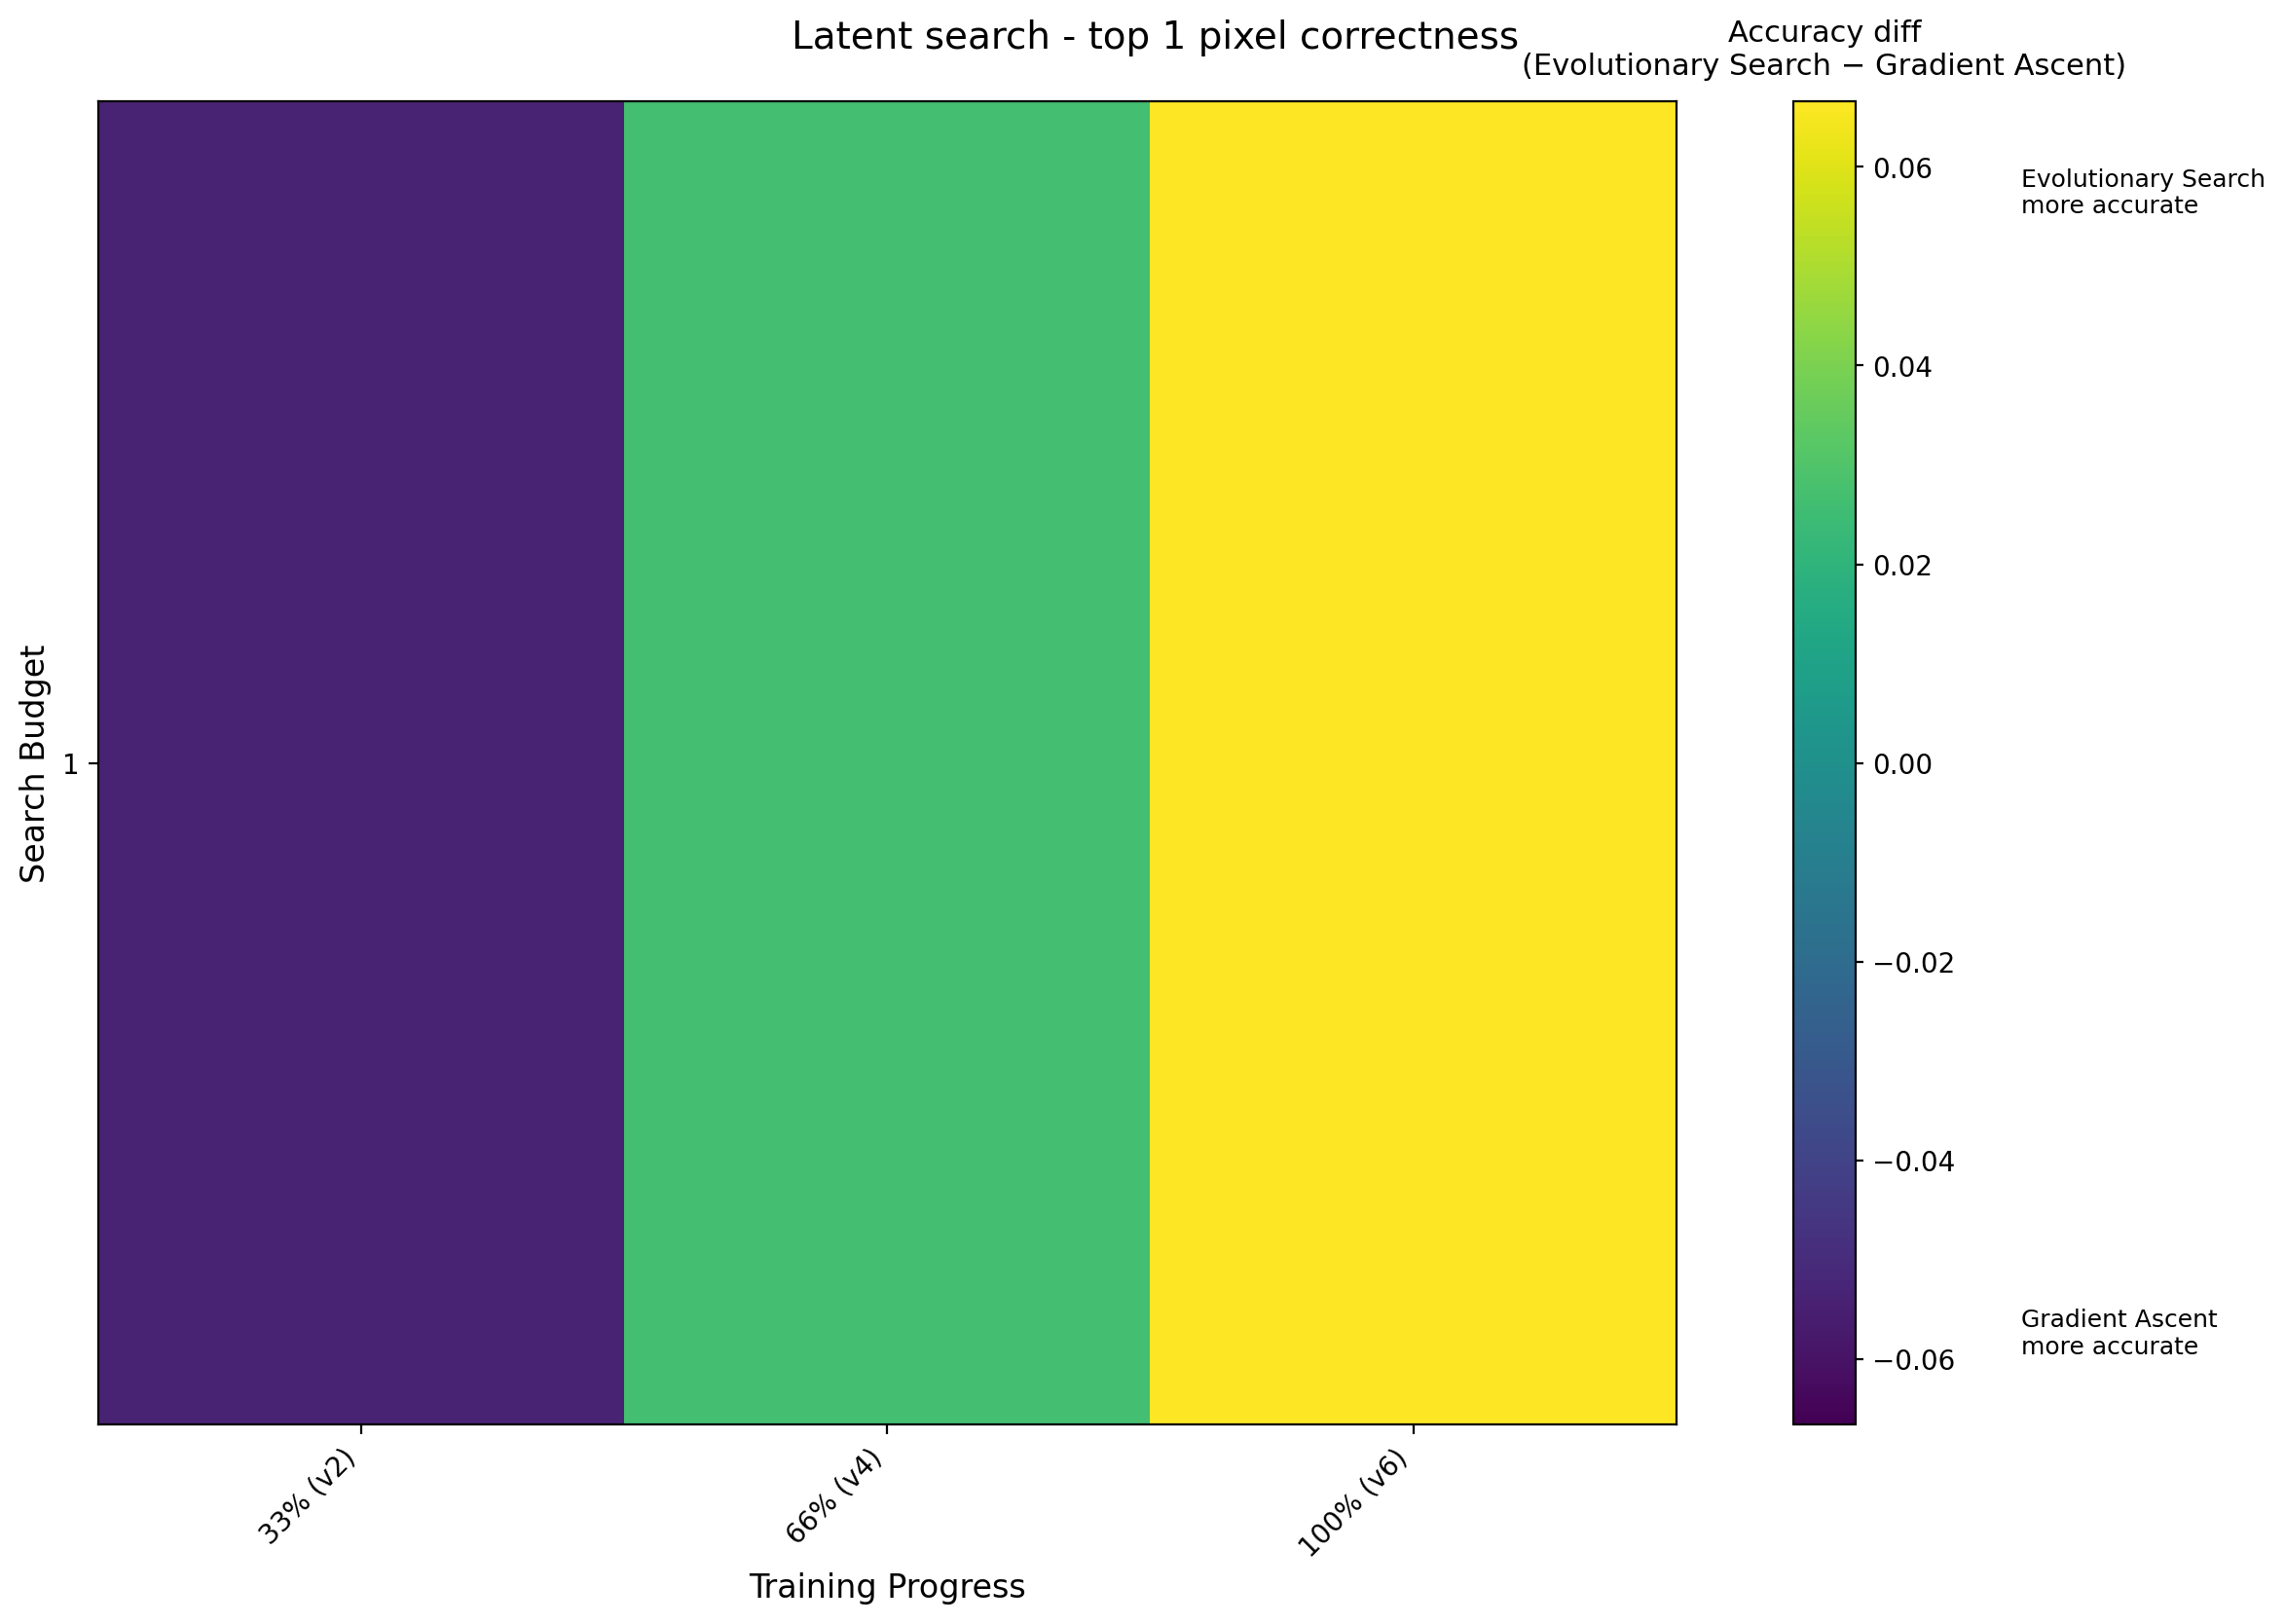 Latent search - top 1 pixel correctness
Accuracy diff
(Evolutionary Search − Gradient Ascent)
Search Budget
1
33% (v2)
66% (v4)
100% (v6)
Training Progress
0.06
0.04
0.02
0.00
−0.02
−0.04
−0.06
Evolutionary Search
more accurate
Gradient Ascent
more accurate